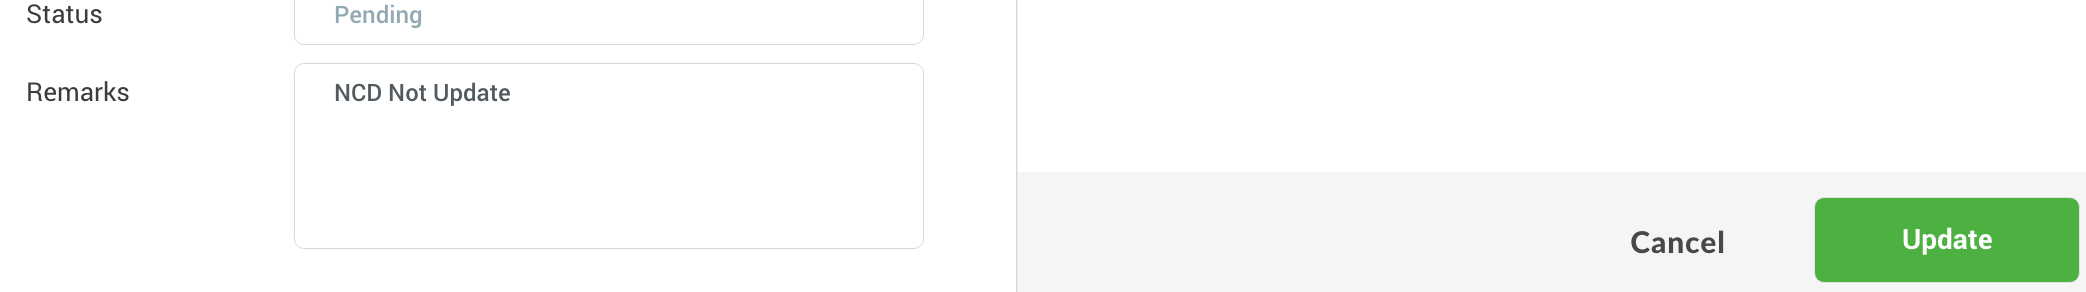 Status
Pending
Remarks
NCD Not Update
Cancel
Update